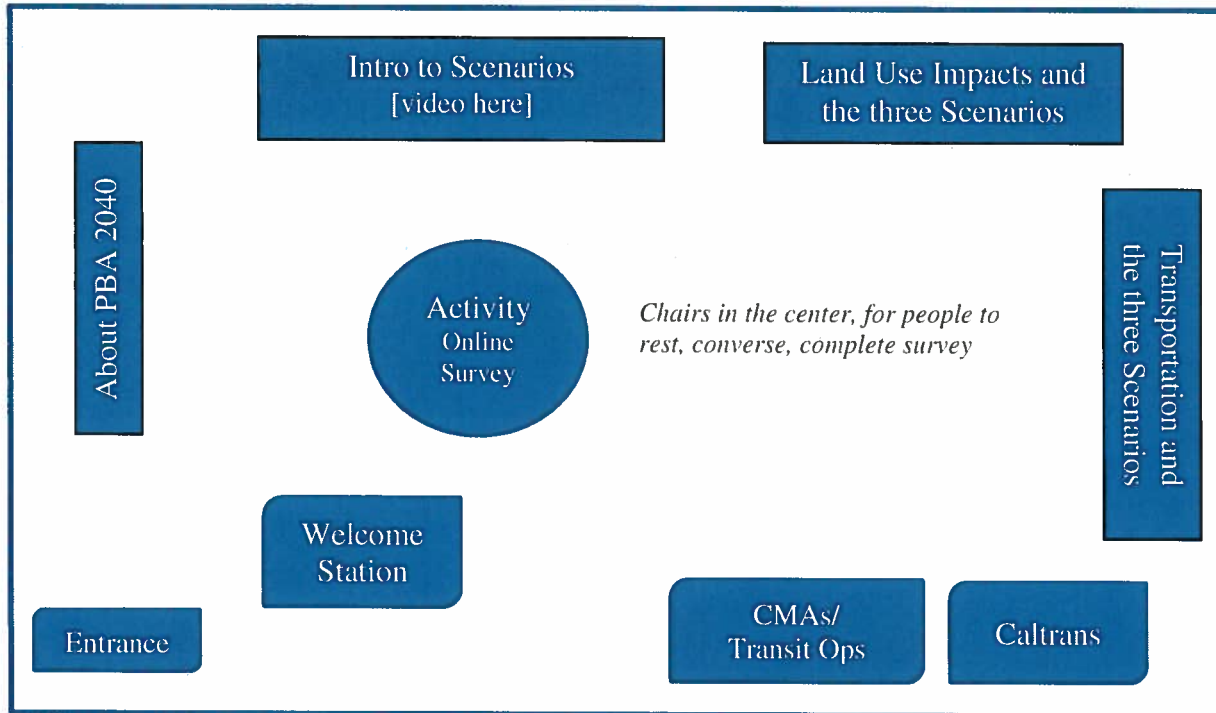 Intro to Scenarios
[video here]
Land Use Impacts and
the three Scenarios
About PBA 2040
Activity
Online
Survey
Chairs in the center, for people to
rest, converse, complete survey
Transportation and
the three Scenarios
Welcome
Station
Entrance
CMAs/
Transit Ops
Caltrans